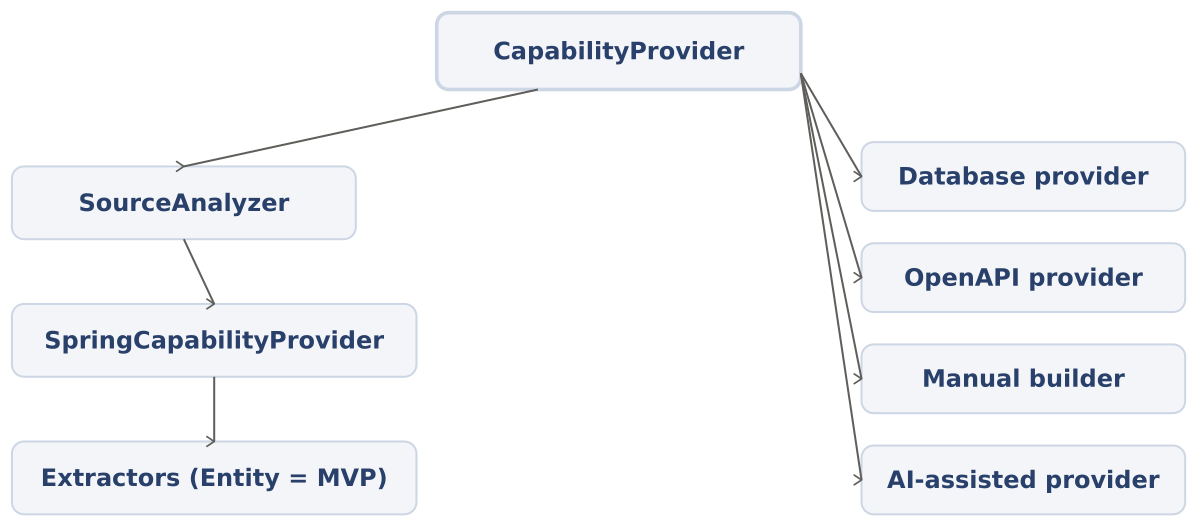 CapabilityProvider
SourceAnalyzer
SpringCapabilityProvider
Extractors (Entity = MVP)
Database provider
OpenAPI provider
Manual builder
AI-assisted provider